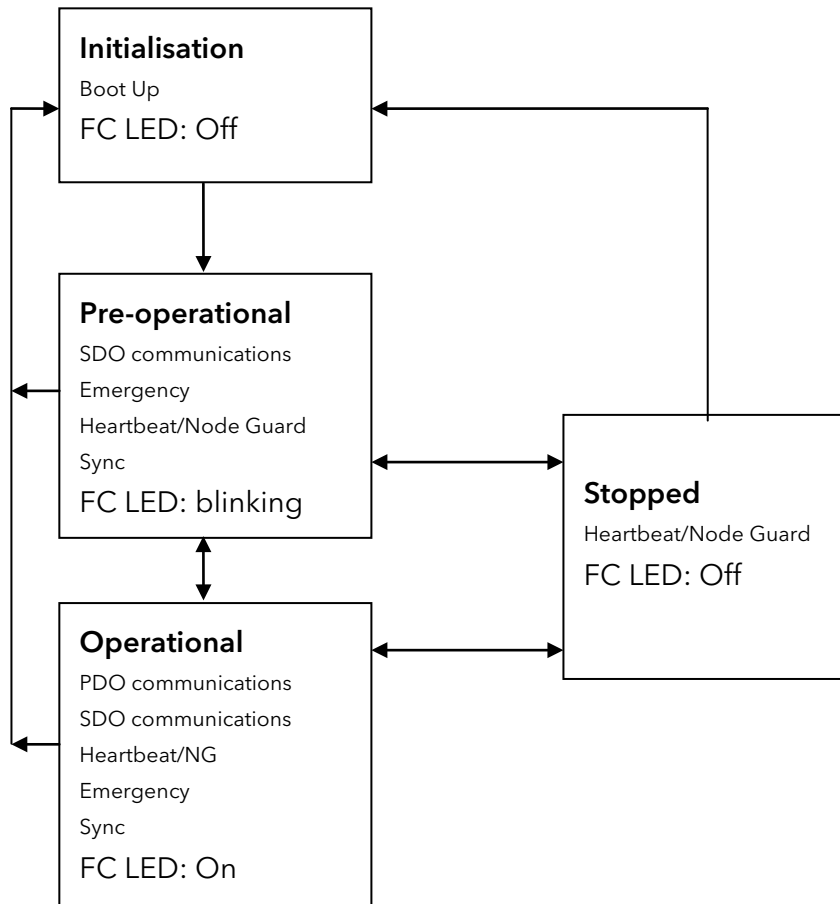 Initialisation
Boot Up
FC LED: Off
Pre-operational
SDO communications
Emergency
Heartbeat/Node Guard
Sync
FC LED: blinking
Stopped
Heartbeat/Node Guard
FC LED: Off
Operational
PDO communications
SDO communications
Heartbeat/NG
Emergency
Sync
FC LED: On